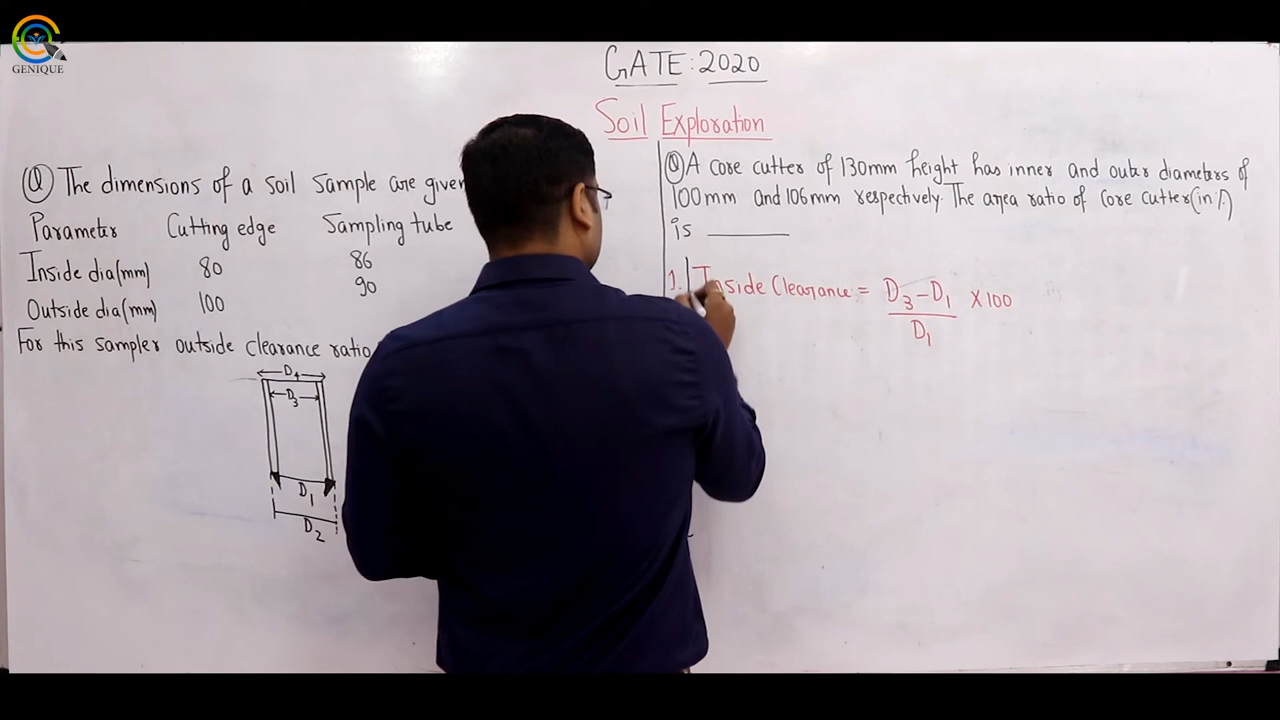 GENIQUE
GATE: 2020
Soil Exploration
Q The dimensions of a soil sample are given
Parameter Cutting edge Sampling tube
Inside dia(mm) 80 86
Outside dia(mm) 100 90
For this sampler outside clearance ratio
D4
D3
D1
D2
Q A core cutter of 130mm height has inner and outer diameters of
100mm and 106mm respectively. The area ratio of core cutter(in %)
is
1. Inside Clearance = D3-D1 X100
D1